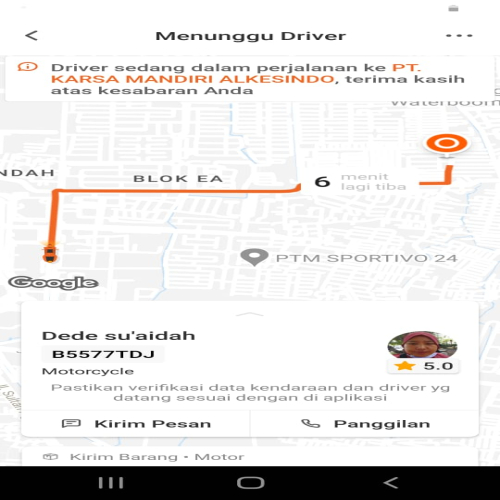 Menunggu Driver
Driver sedang dalam perjalanan ke PT.
KARSA MANDIRI ALKESINDO, terima kasih
atas kesabaran Anda
Waterboom
NDAH
BLOK EA
6 menit
lagi tiba
PTM SPORTIVO 24
Google
Dede su'aidah
B5577TDJ
Motorcycle
5.0
Pastikan verifikasi data kendaraan dan driver yg
datang sesuai dengan di aplikasi
Kirim Pesan
Panggilan
Kirim Barang • Motor